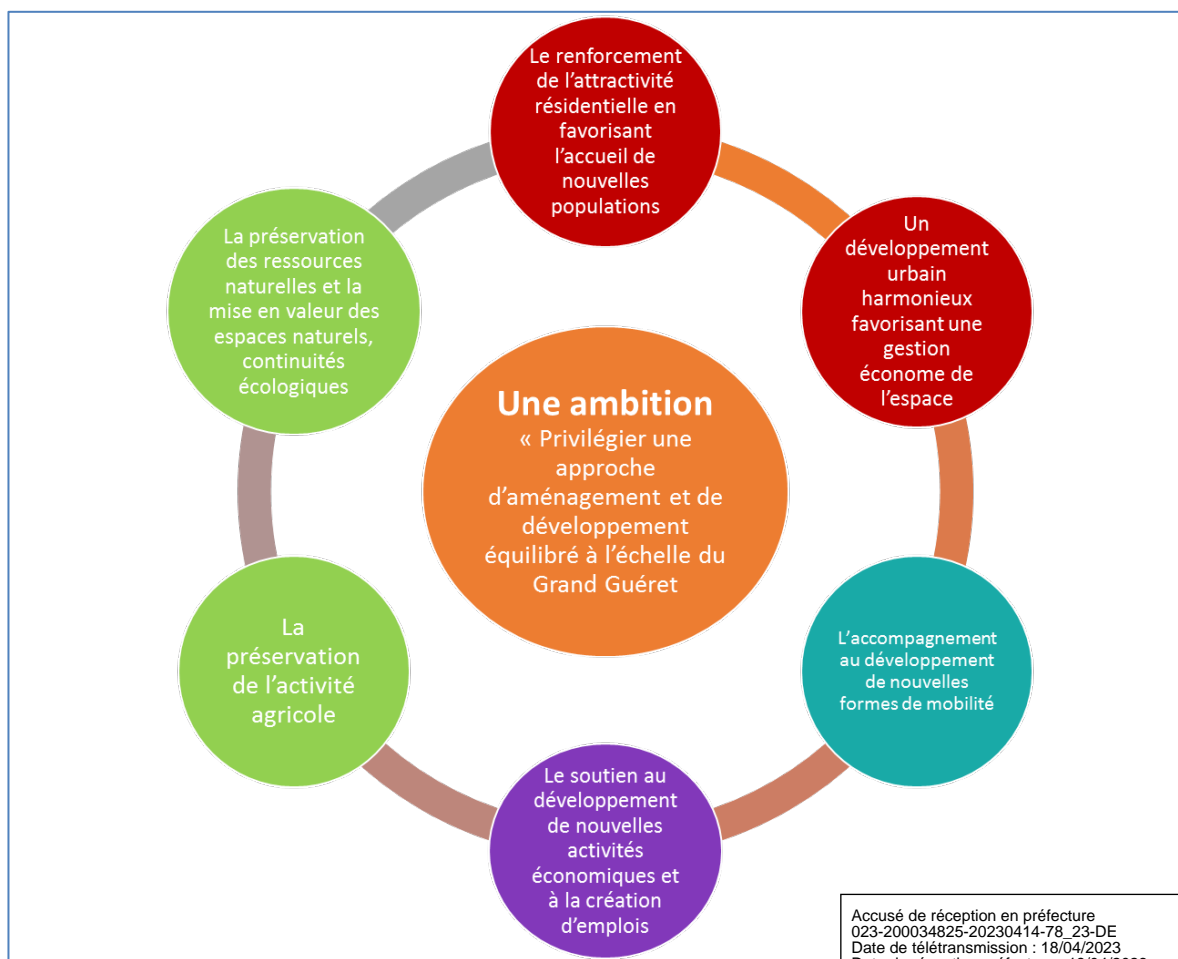 Le renforcement
de l'attractivité
résidentielle en
favorisant
l'accueil de
nouvelles
populations
Un
développement
urbain
harmonieux
favorisant une
gestion
économe de
l'espace
L'accompagnement
au développement
de nouvelles
formes de mobilité
Le soutien au
développement
de nouvelles
activités
économiques et
à la création
d'emplois
La
préservation
de l'activité
agricole
La préservation
des ressources
naturelles et la
mise en valeur des
espaces naturels,
continuités
écologiques
Une ambition
« Privilégier une
approche
d'aménagement et de
développement
équilibré à l'échelle du
Grand Guéret
Accusé de réception en préfecture
023-200034825-20230414-78_23-DE
Date de télétransmission : 18/04/2023